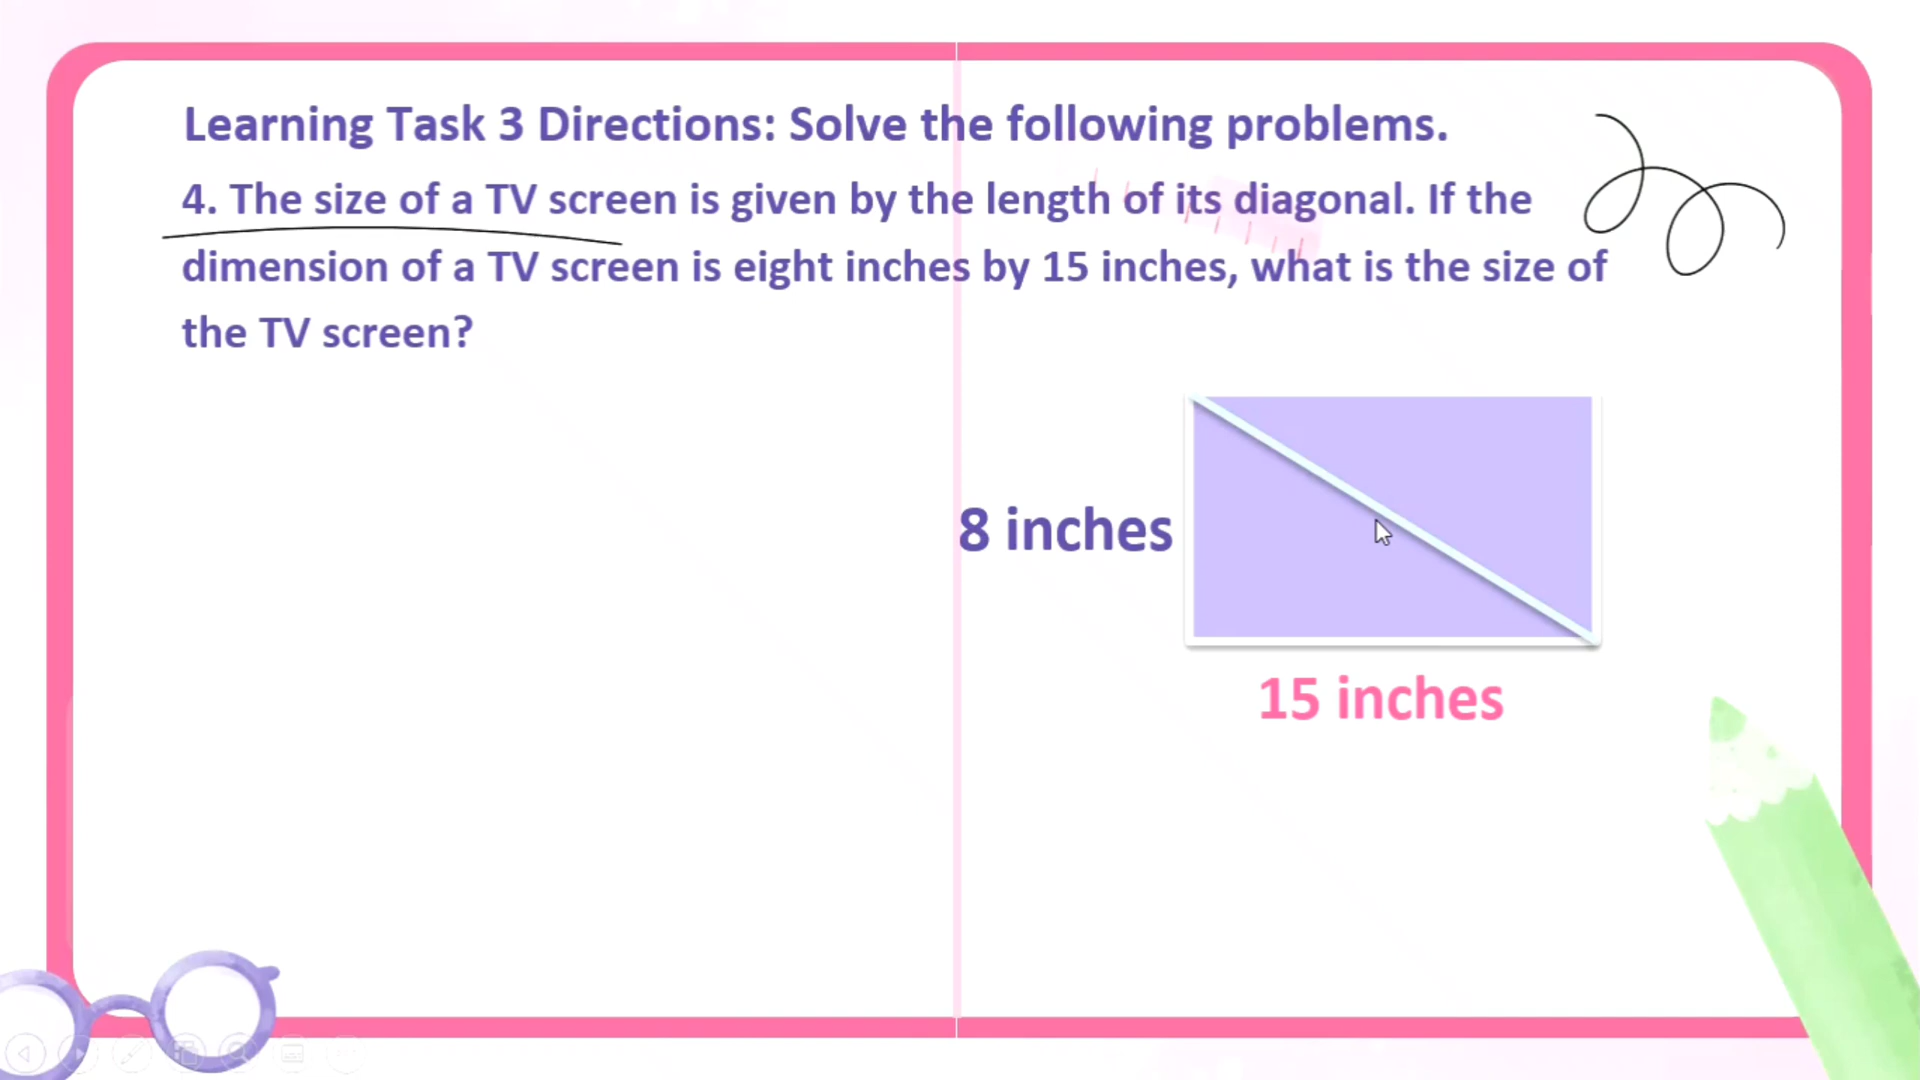 Learning Task 3 Directions: Solve the following problems.
4. The size of a TV screen is given by the length of its diagonal. If the
dimension of a TV screen is eight inches by 15 inches, what is the size of
the TV screen?
8 inches
15 inches